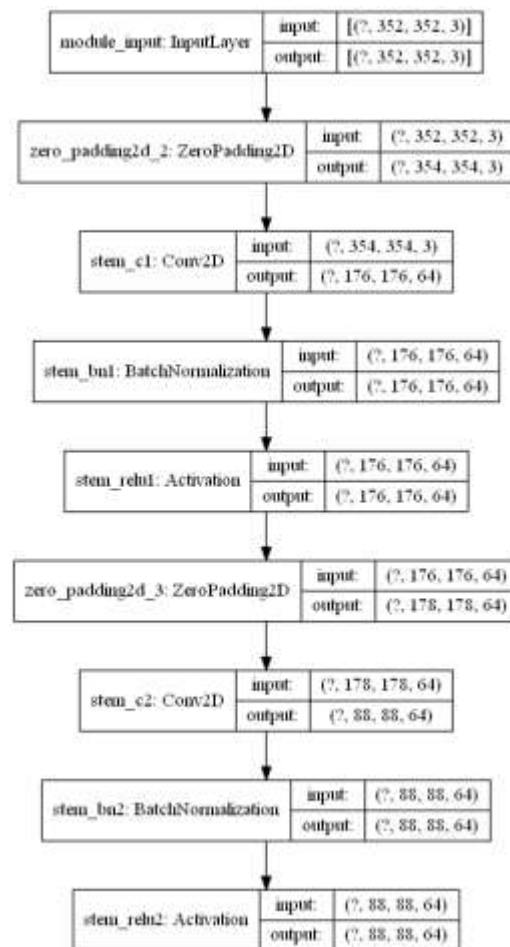 module_input: InputLayer
input: [(?, 352, 352, 3)]
output: [(?, 352, 352, 3)]
zero_padding2d_2: ZeroPadding2D
input: (?, 352, 352, 3)
output: (?, 354, 354, 3)
stem_c1: Conv2D
input: (?, 354, 354, 3)
output: (?, 176, 176, 64)
stem_bn1: BatchNormalization
input: (?, 176, 176, 64)
output: (?, 176, 176, 64)
stem_relu1: Activation
input: (?, 176, 176, 64)
output: (?, 176, 176, 64)
zero_padding2d_3: ZeroPadding2D
input: (?, 176, 176, 64)
output: (?, 178, 178, 64)
stem_c2: Conv2D
input: (?, 178, 178, 64)
output: (?, 88, 88, 64)
stem_bn2: BatchNormalization
input: (?, 88, 88, 64)
output: (?, 88, 88, 64)
stem_relu2: Activation
input: (?, 88, 88, 64)
output: (?, 88, 88, 64)